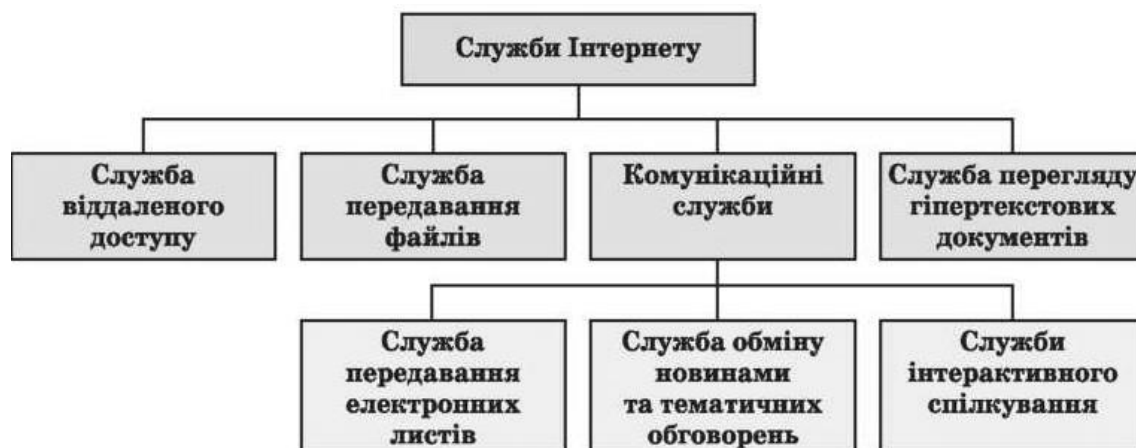 Служби Інтернету
Служба
віддаленого
доступу
Служба
передавання
файлів
Комунікаційні
служби
Служба перегляду
гіпертекстових
документів
Служба
передавання
електронних
листів
Служба обміну
новинами
та тематичних
обговорень
Служби
інтерактивного
спілкування